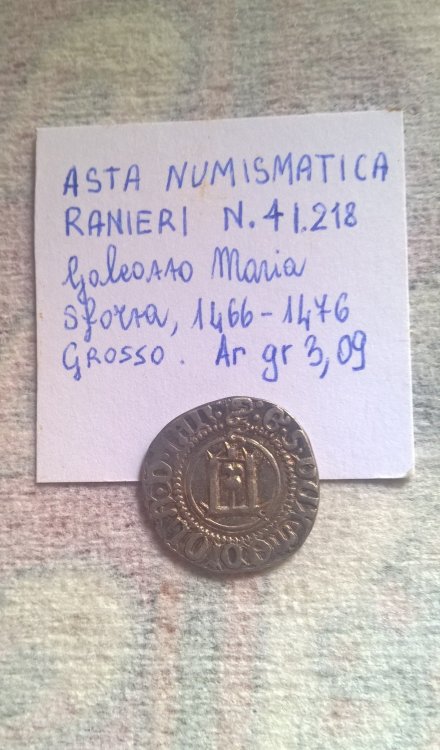 ASTA NUMISMATICA
RANIERI N.41.218
Galeazzo Maria
Sforza, 1466-1476
GROSSO. Ar gr 3,09